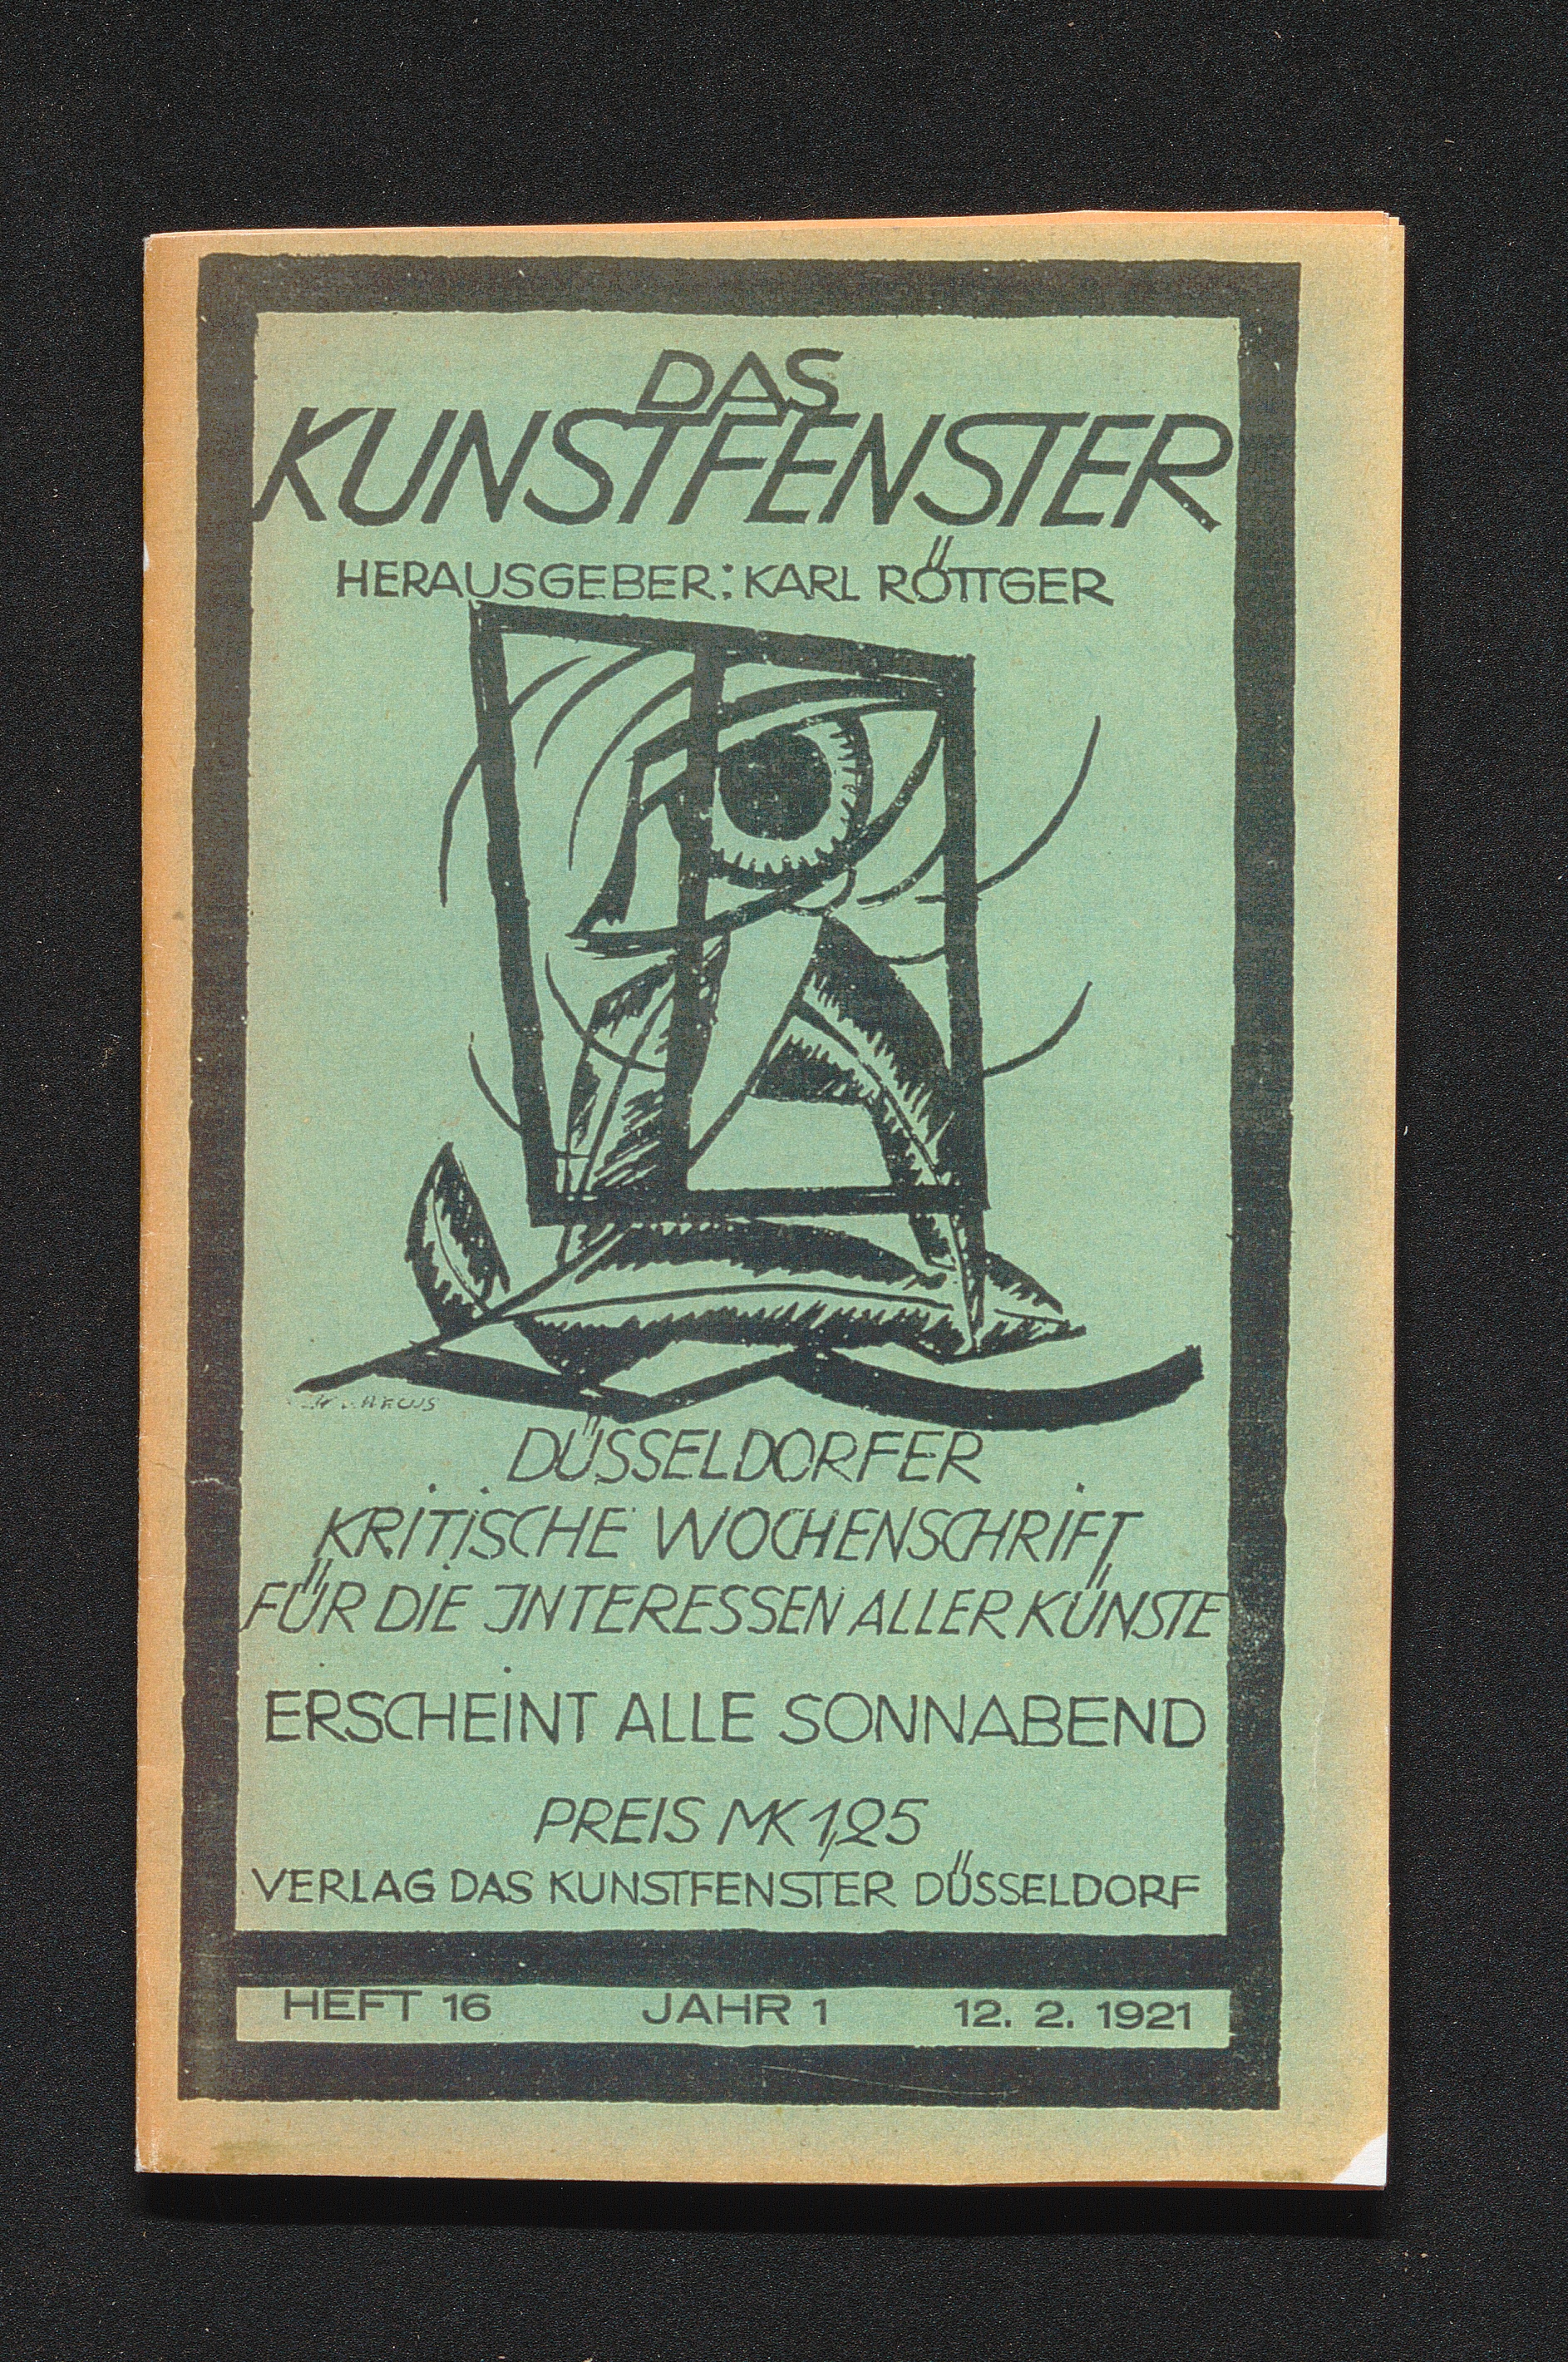 DAS
KUNSTFENSTER
HERAUSGEBER: KARL RÖTTGER
DÜSSELDORFER
KRITISCHE WOCHENSCHRIFT
FÜR DIE INTERESSEN ALLER KÜNSTE
ERSCHEINT ALLE SONNABEND
PREIS MK 1,25
VERLAG DAS KUNSTFENSTER DÜSSELDORF
HEFT 16 JAHR 1 12. 2. 1921